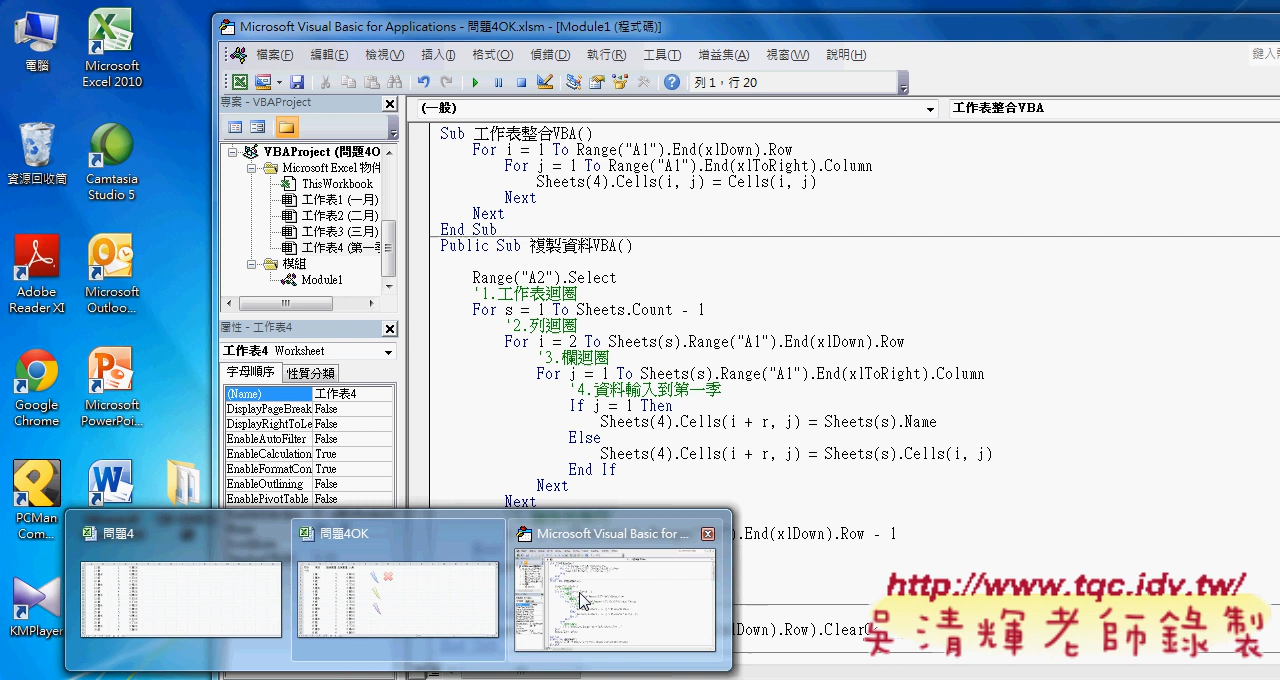 電腦
Microsoft Excel 2010
資源回收筒
Camtasia Studio 5
Adobe Reader XI
Microsoft Outloo...
Google Chrome
Microsoft PowerPoi...
PCMan Com...
KMPlayer
Microsoft Visual Basic for Applications - 問題4OK.xlsm - [Module1 (程式碼)]
檔案(F) 編輯(E) 檢視(V) 插入(I) 格式(O) 偵錯(D) 執行(R) 工具(T) 增益集(A) 視窗(W) 說明(H)
鍵入
列 1，行 20
專案 - VBAProject
VBAProject (問題4O
Microsoft Excel 物件
ThisWorkbook
工作表1 (一月)
工作表2 (二月)
工作表3 (三月)
工作表4 (第一季
模組
Module1
屬性 - 工作表4
工作表4 Worksheet
字母順序 性質分類
(Name) 工作表4
DisplayPageBreak False
DisplayRightToLe False
EnableAutoFilter False
EnableCalculation True
EnableFormatCon True
EnableOutlining False
EnablePivotTable False
(一般) 工作表整合VBA
Sub 工作表整合VBA()
For i = 1 To Range("A1").End(xlDown).Row
For j = 1 To Range("A1").End(xlToRight).Column
Sheets(4).Cells(i, j) = Cells(i, j)
Next
Next
End Sub
Public Sub 複製資料VBA()
Range("A2").Select
'1.工作表迴圈
For s = 1 To Sheets.Count - 1
'2.列迴圈
For i = 2 To Sheets(s).Range("A1").End(xlDown).Row
'3.欄迴圈
For j = 1 To Sheets(s).Range("A1").End(xlToRight).Column
'4.資料輸入到第一季
If j = 1 Then
Sheets(4).Cells(i + r, j) = Sheets(s).Name
Else
Sheets(4).Cells(i + r, j) = Sheets(s).Cells(i, j)
End If
Next
Next
).End(xlDown).Row - 1
問題4
問題4OK
Microsoft Visual Basic for ...
http://www.tqc.idv.tw/
吳清輝老師錄製